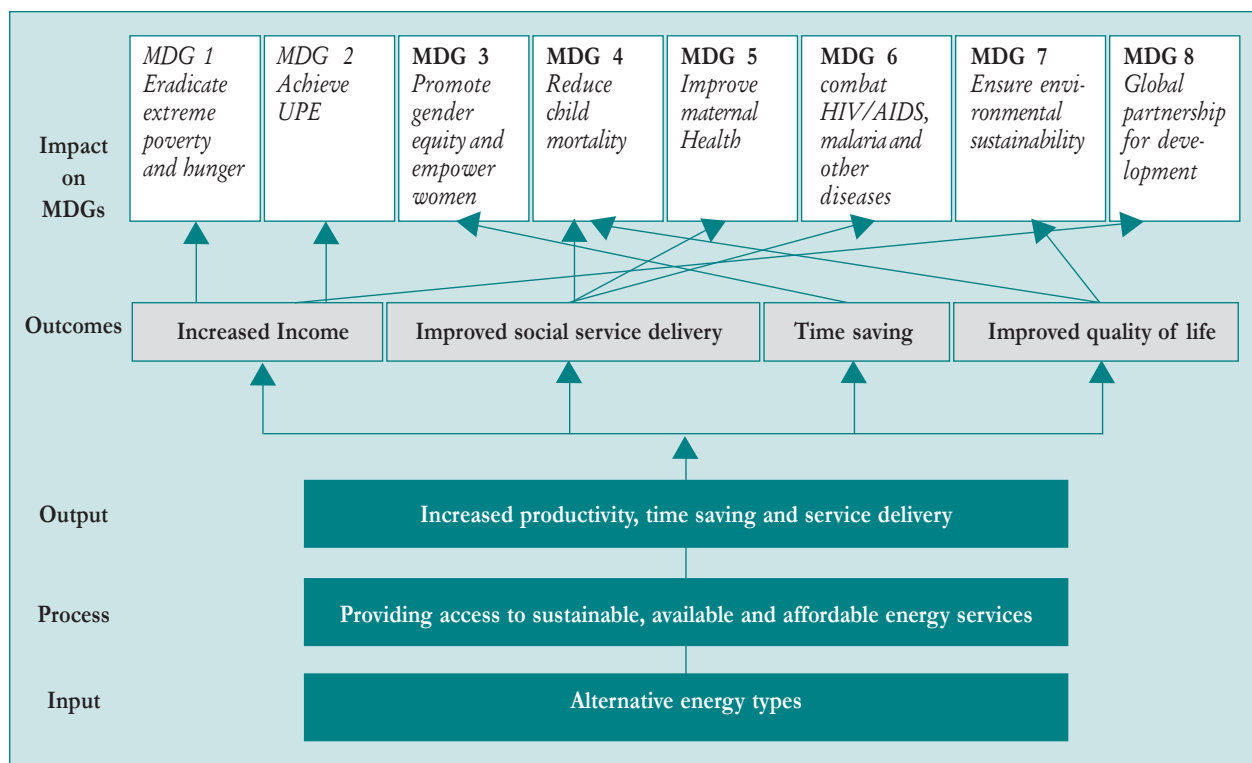 MDG 1
Eradicate
extreme
poverty
and hunger
MDG 2
Achieve
UPE
MDG 3
Promote
gender
equity and
empower
women
MDG 4
Reduce
child
mortality
MDG 5
Improve
maternal
Health
MDG 6
combat
HIV/AIDS,
malaria and
other
diseases
MDG 7
Ensure envi-
ronmental
sustainability
MDG 8
Global
partnership
for deve-
lopment
Impact
on
MDGs
Outcomes
Increased Income
Improved social service delivery
Time saving
Improved quality of life
Output
Increased productivity, time saving and service delivery
Process
Providing access to sustainable, available and affordable energy services
Input
Alternative energy types